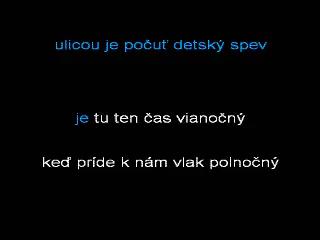 ulicou je počuť detský spev
je tu ten čas vianočný
keď príde k nám vlak polnočný